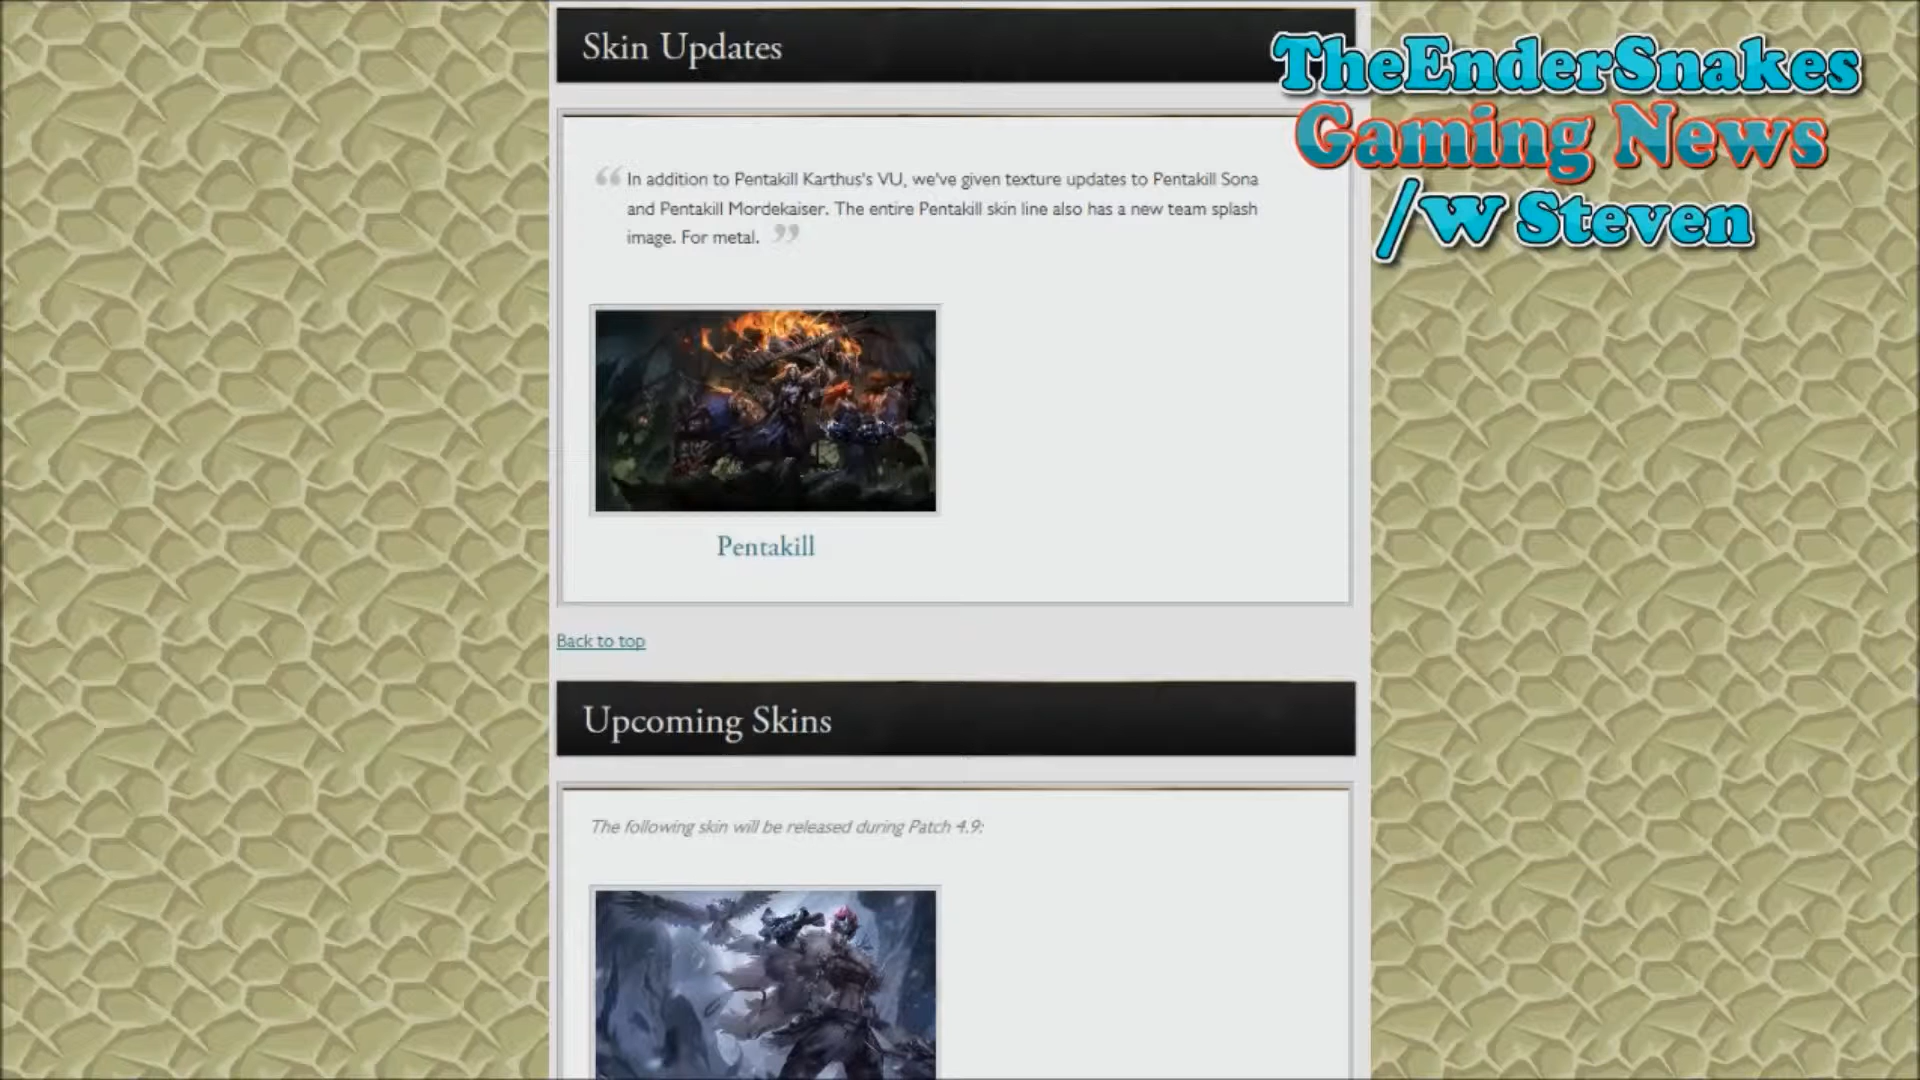 Skin Updates
TheEnderSnakes
Gaming News
/w Steven
“ In addition to Pentakill Karthus's VU, we've given texture updates to Pentakill Sona
and Pentakill Mordekaiser. The entire Pentakill skin line also has a new team splash
image. For metal. ”
Pentakill
Back to top
Upcoming Skins
The following skin will be released during Patch 4.9: